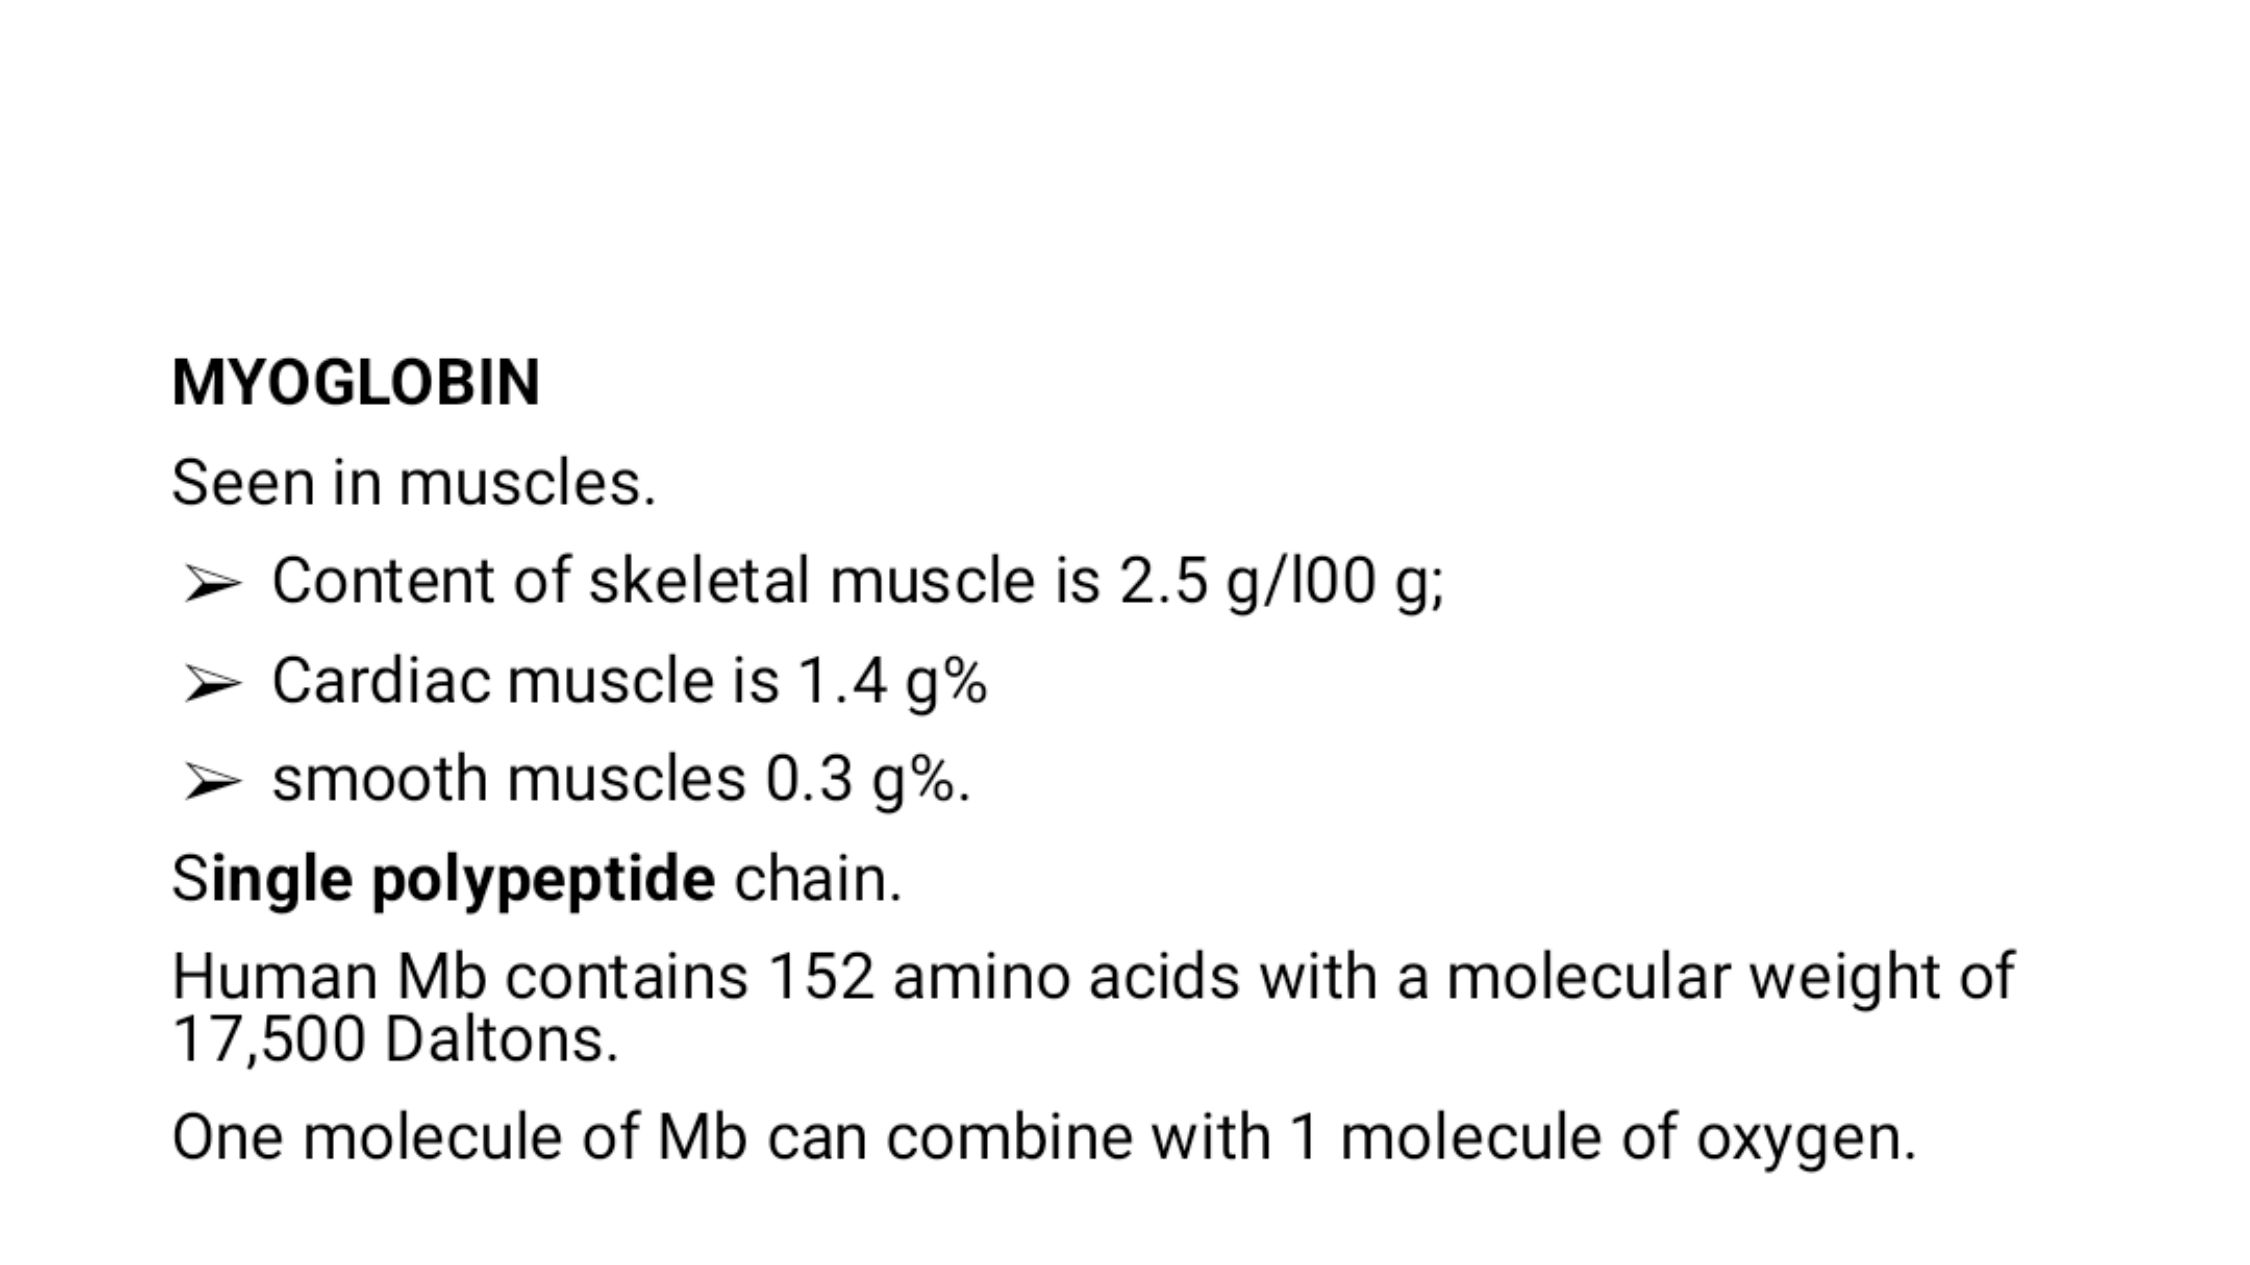 MYOGLOBIN
Seen in muscles.
➢ Content of skeletal muscle is 2.5 g/l00 g;
➢ Cardiac muscle is 1.4 g%
➢ smooth muscles 0.3 g%.
Single polypeptide chain.
Human Mb contains 152 amino acids with a molecular weight of
17,500 Daltons.
One molecule of Mb can combine with 1 molecule of oxygen.